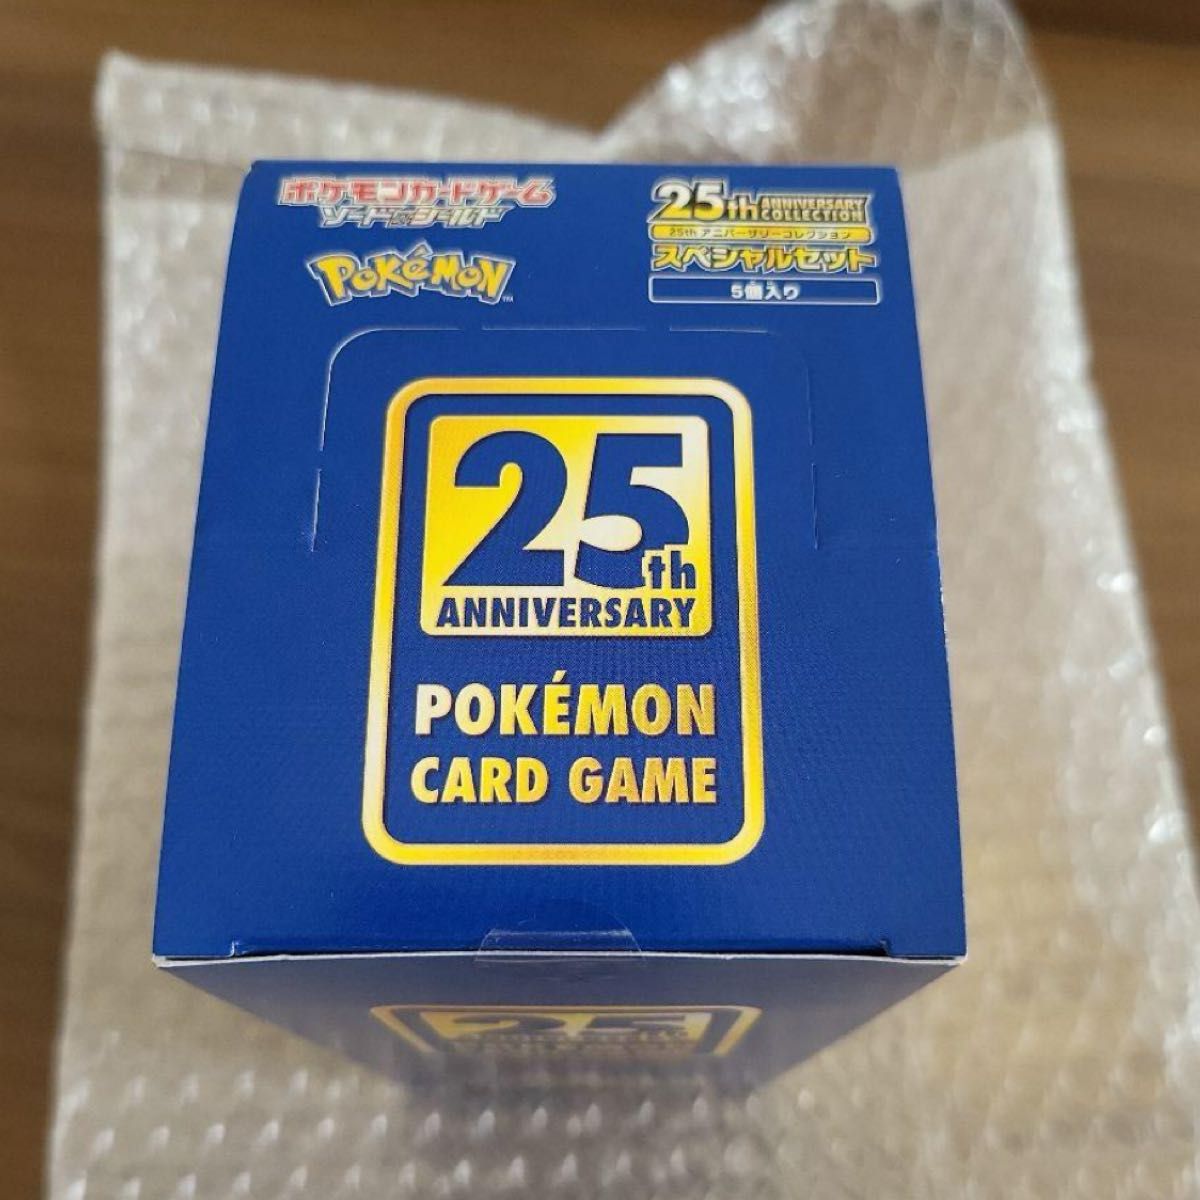 ポケモンカードゲーム
ソード&シールド
POKéMON
TM
25th ANNIVERSARY COLLECTION
25th アニバーサリーコレクション
スペシャルセット
5個入り
25th
ANNIVERSARY
POKÉMON
CARD GAME
25